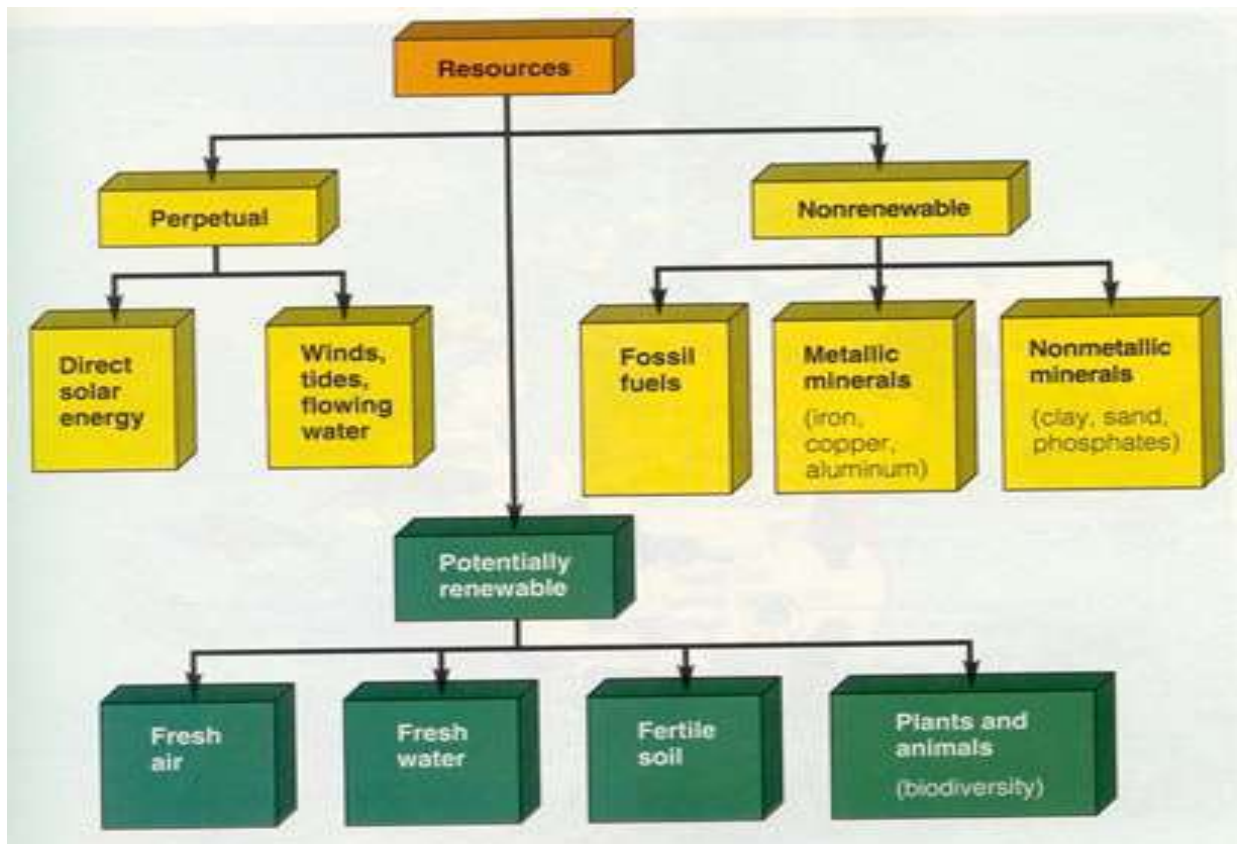 Resources
Perpetual
Nonrenewable
Direct
solar
energy
Winds,
tides,
flowing
water
Fossil
fuels
Metallic
minerals
(iron,
copper,
aluminum)
Nonmetallic
minerals
(clay, sand,
phosphates)
Potentially
renewable
Fresh
air
Fresh
water
Fertile
soil
Plants and
animals
(biodiversity)